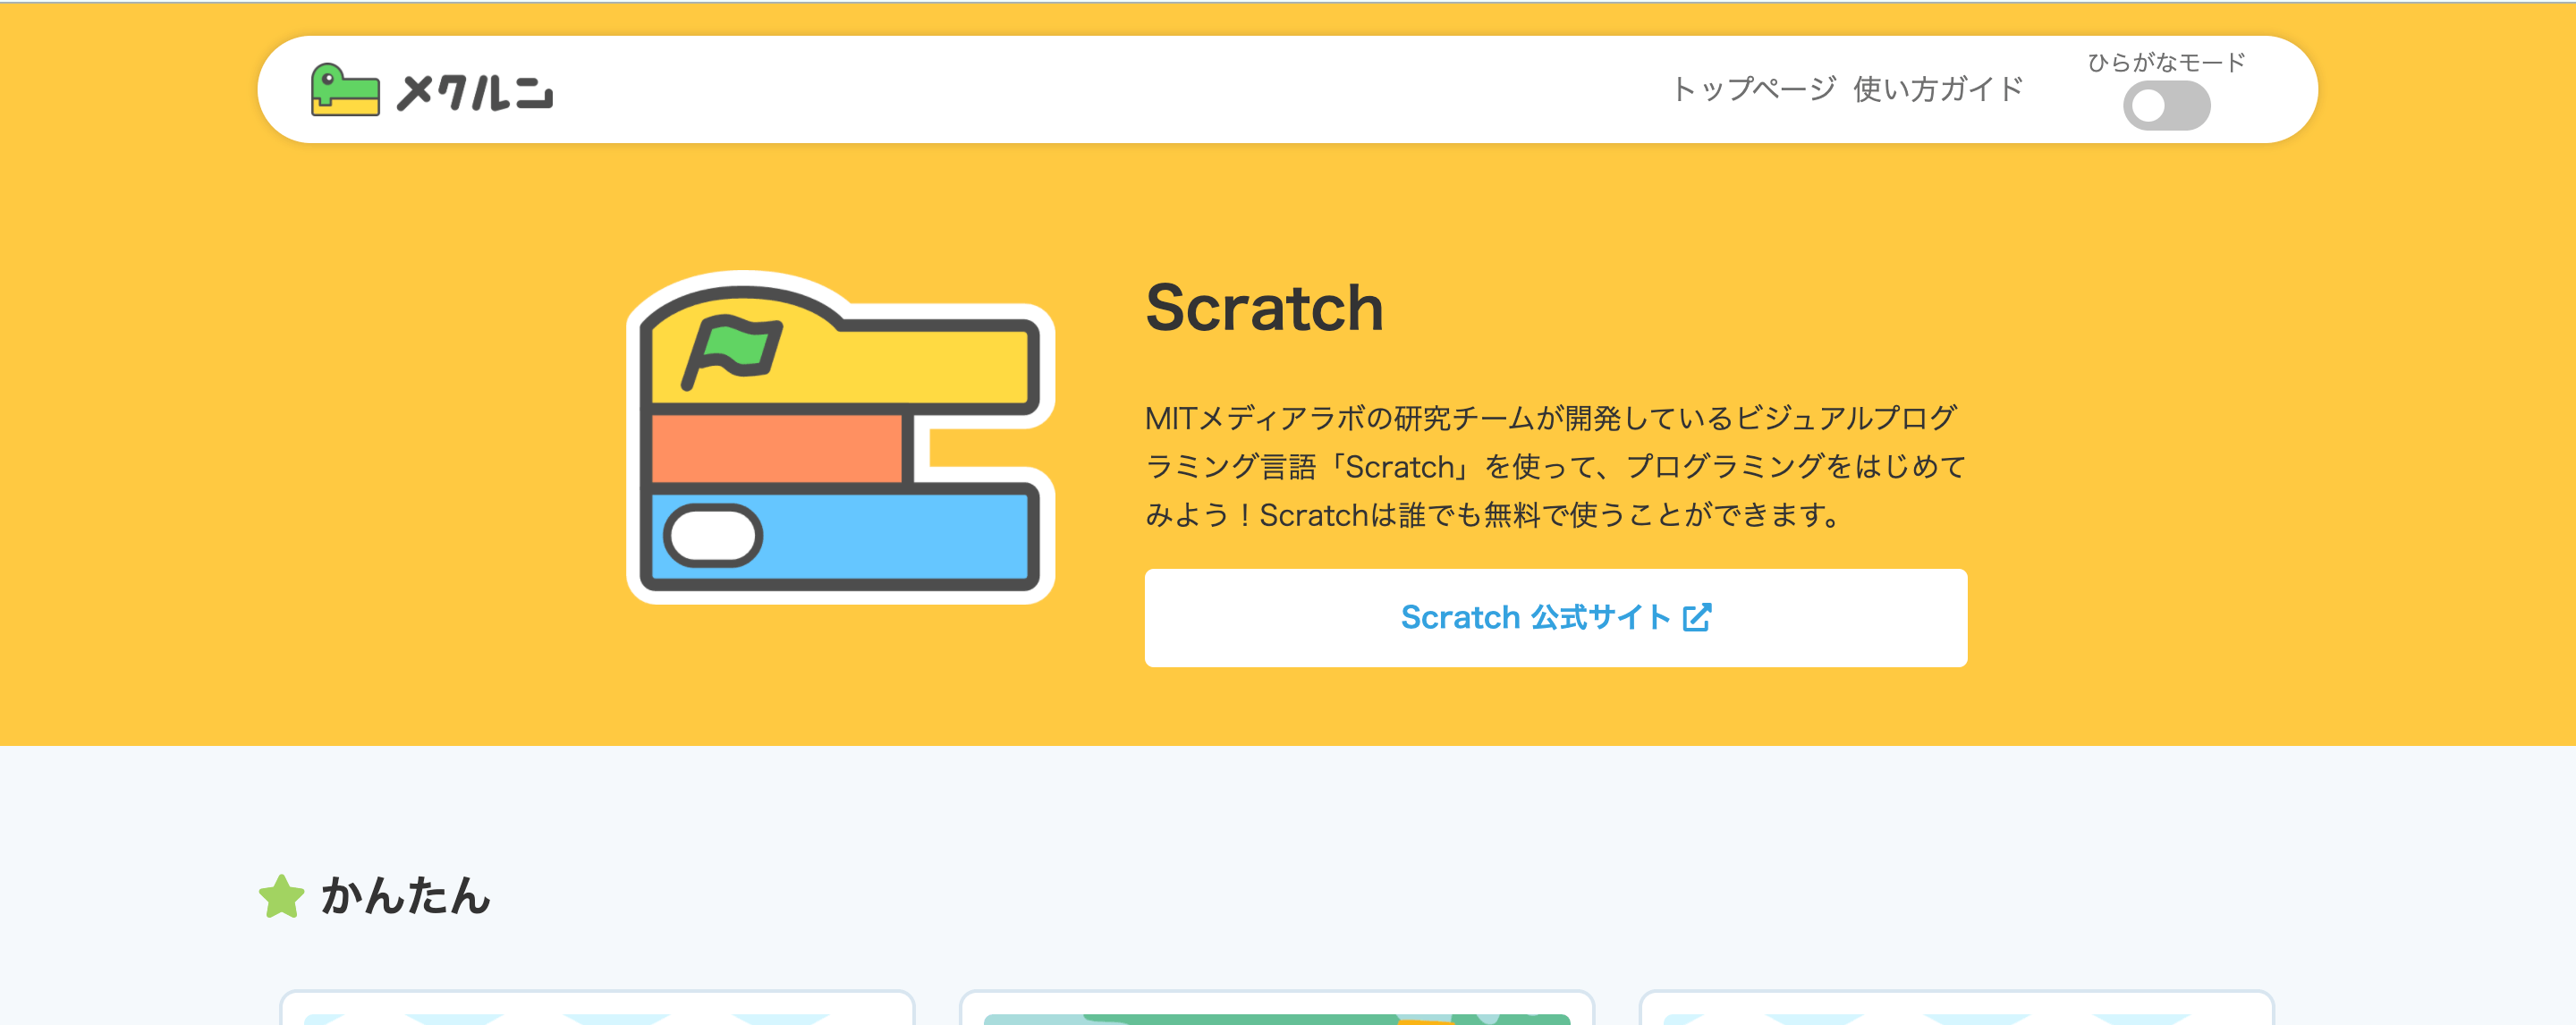 メクルン
トップページ 使い方ガイド
ひらがなモード
Scratch
MITメディアラボの研究チームが開発しているビジュアルプログ
ラミング言語「Scratch」を使って、プログラミングをはじめて
みよう！Scratchは誰でも無料で使うことができます。
Scratch 公式サイト
かんたん